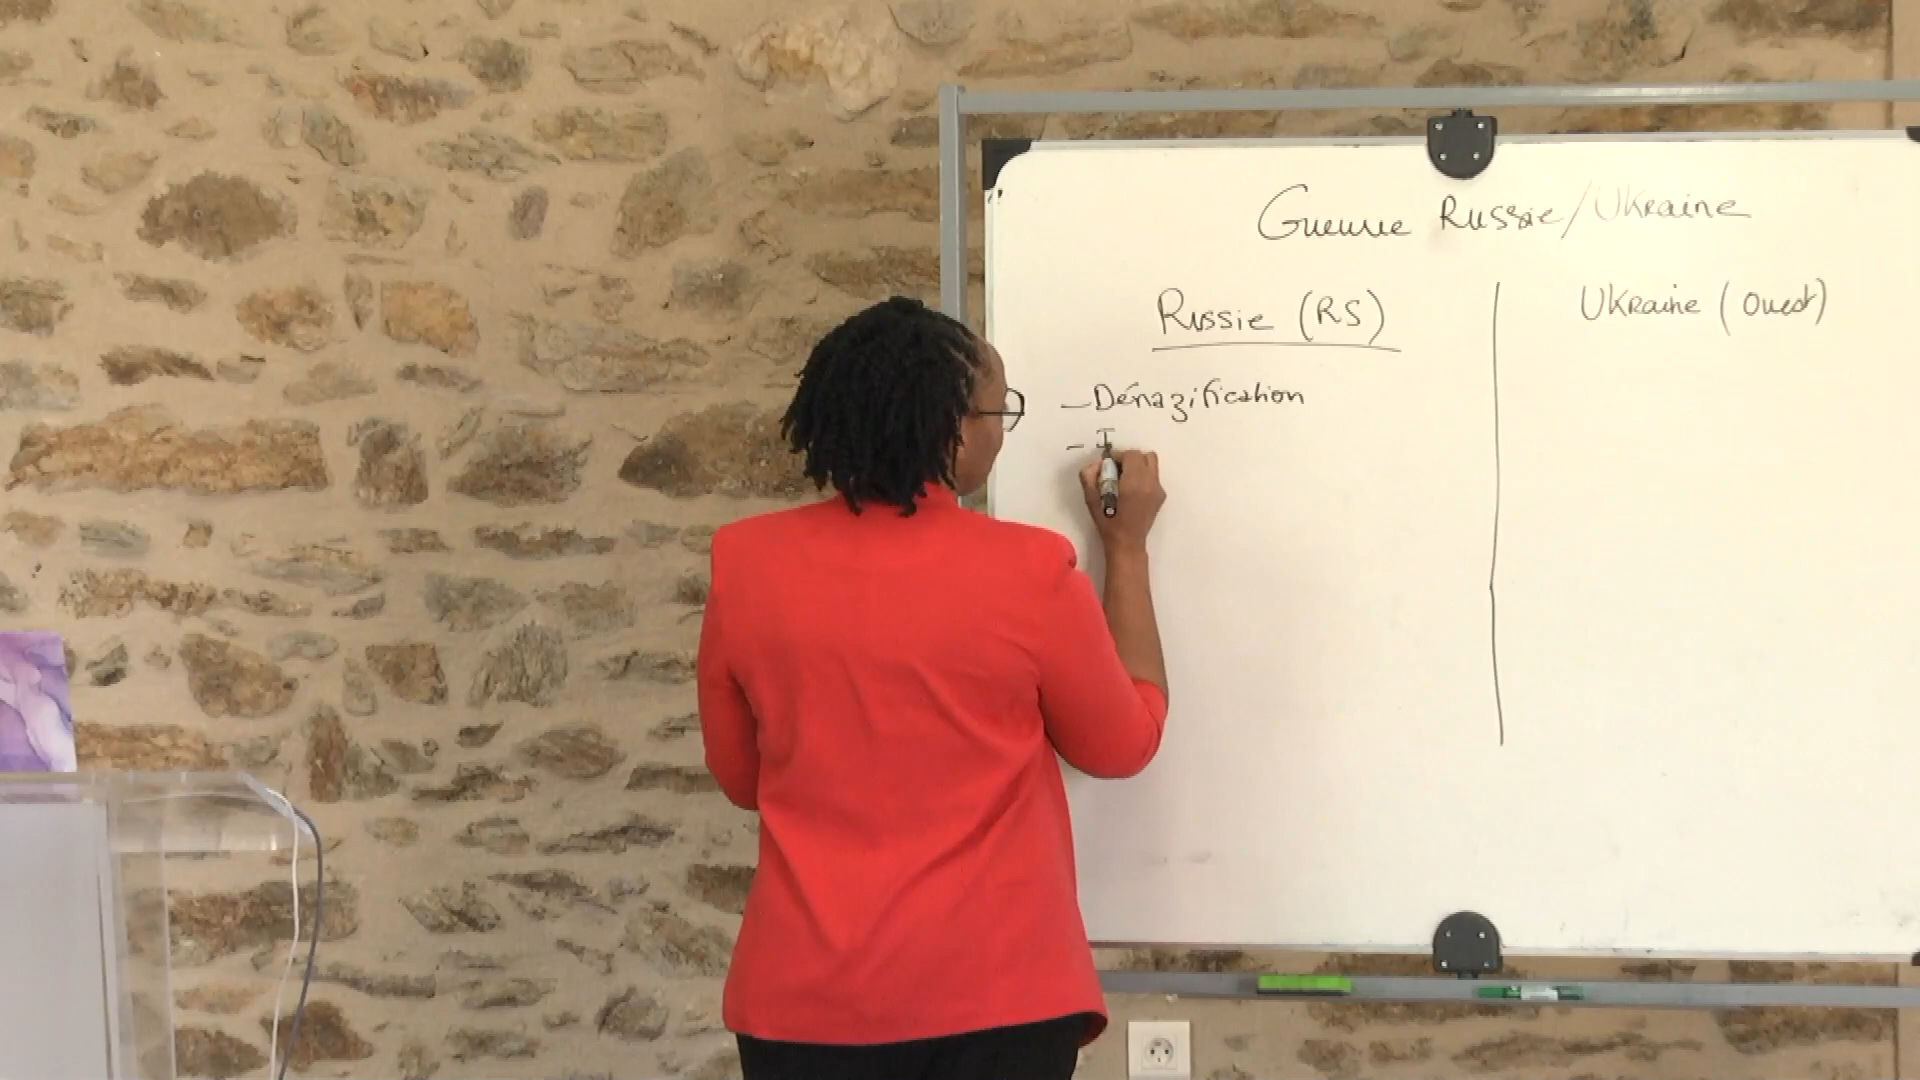 Guerre Russie/Ukraine
Russie (RS)
Ukraine (Ouest)
- Dénazification
- I